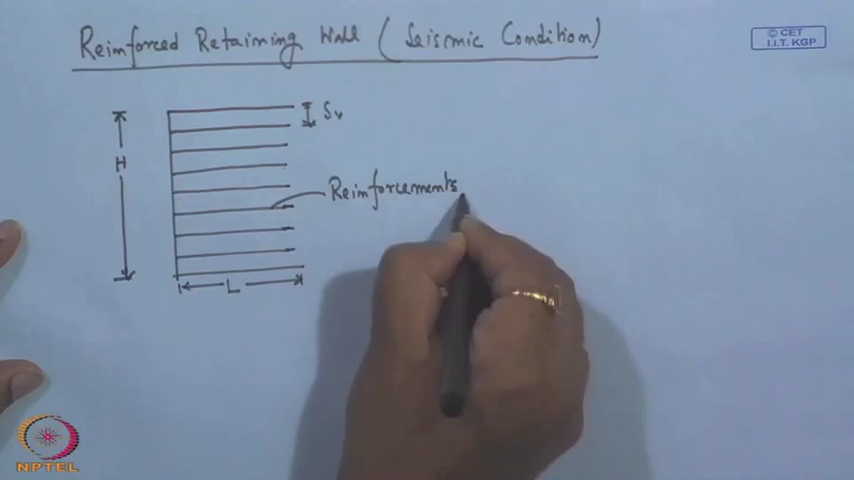 Reinforced Retaining Wall (Seismic Condition)
© CET
I.I.T. KGP
Sv
H
Reinforcements
L
NPTEL